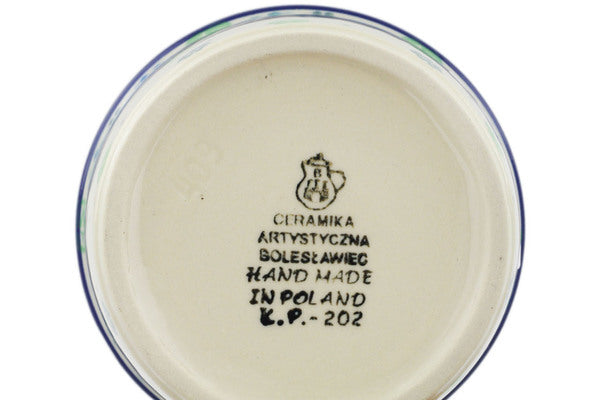 B
CERAMIKA
ARTYSTYCZNA
BOLESŁAWIEC
HAND MADE
IN POLAND
K.P.-202